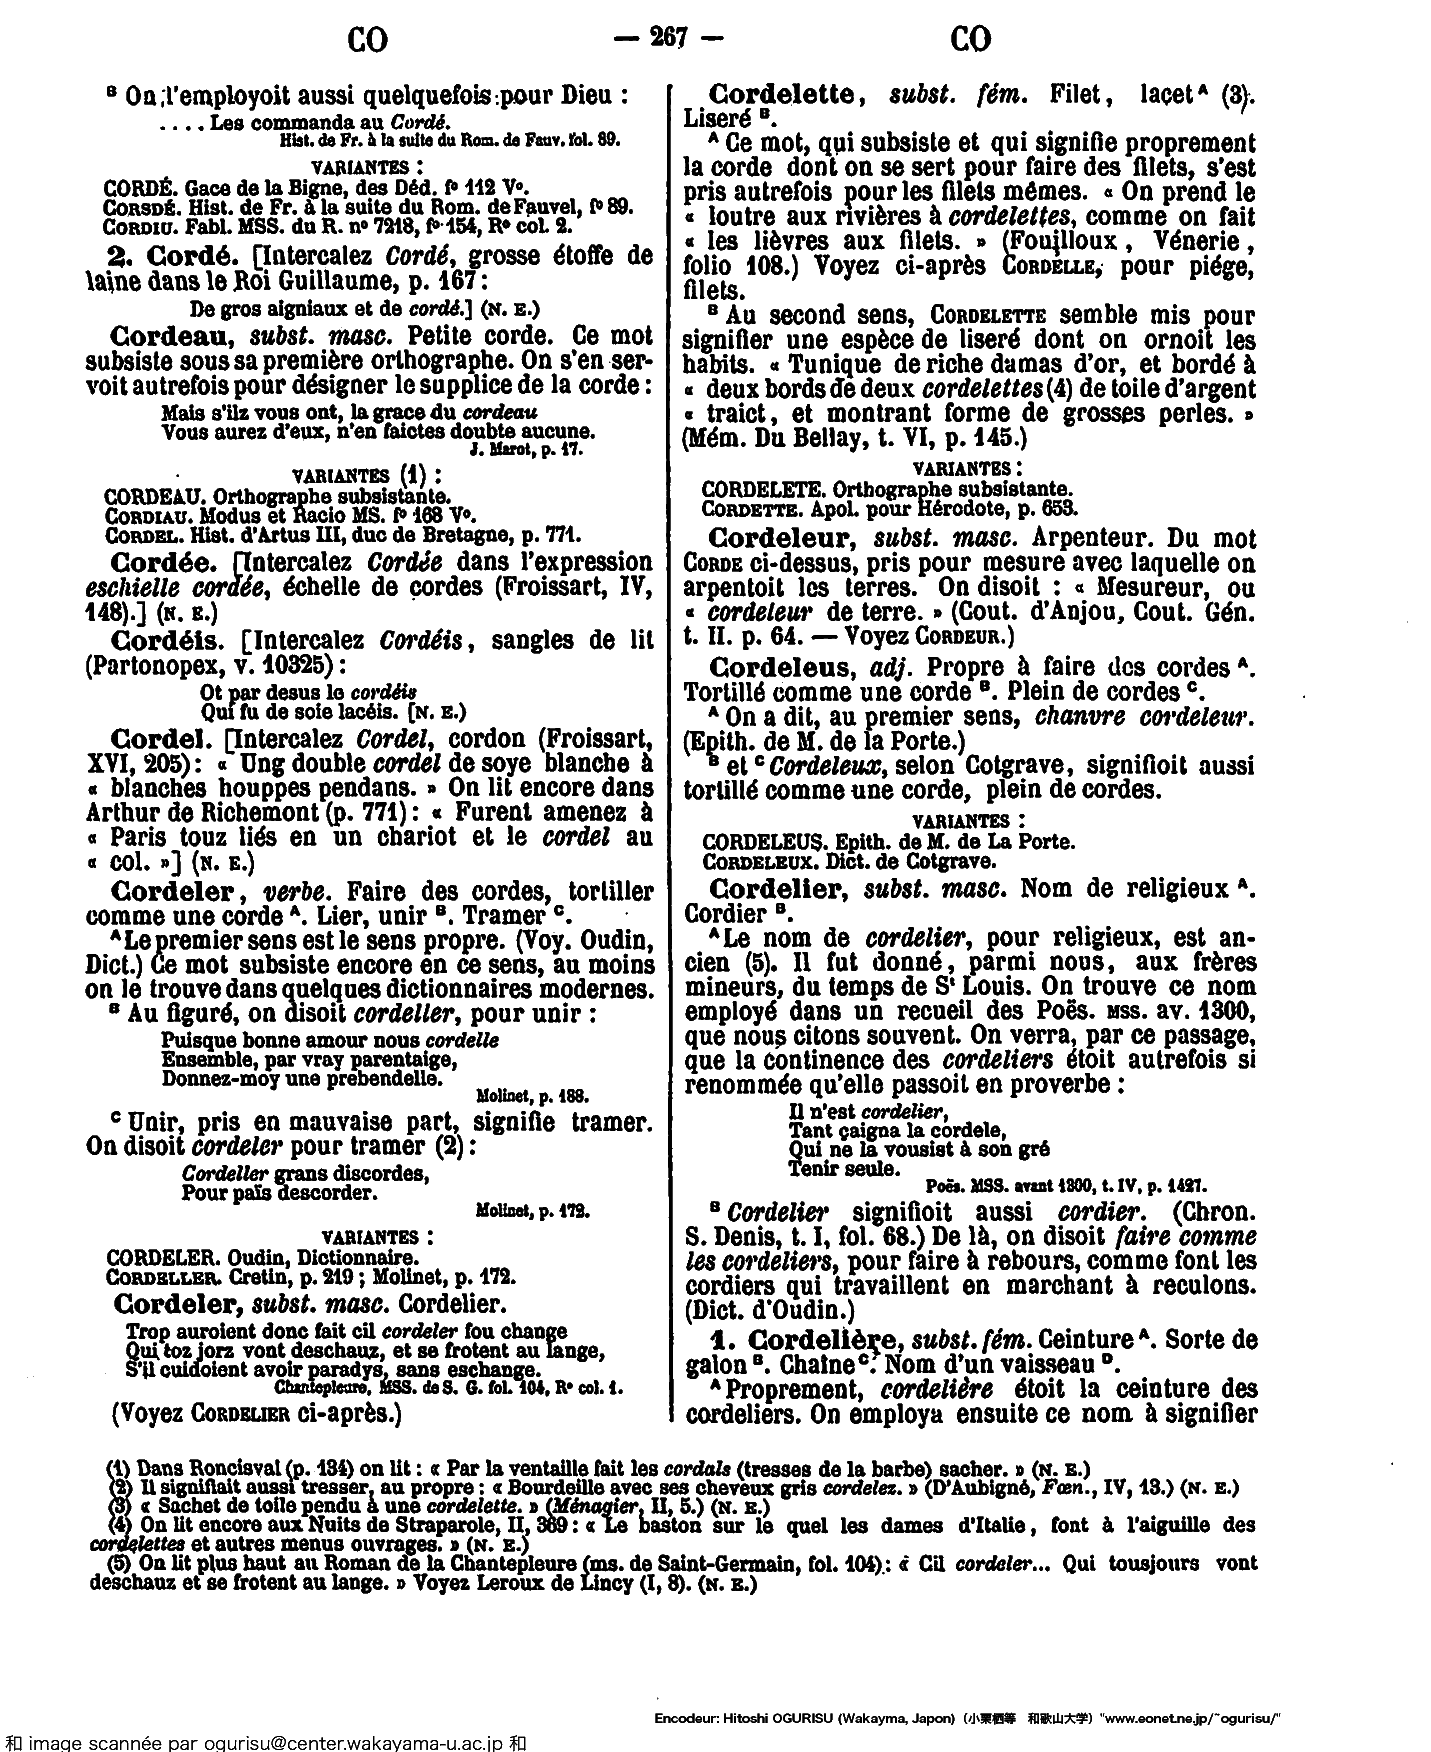 CO — 267 — CO
ᴮ On l'employoit aussi quelquefois pour Dieu :
.... Les commanda au Cordé.
Hist. de Fr. à la suite du Rom. de Fauv. fol. 89.
VARIANTES :
CORDÉ. Gace de la Bigne, des Déd. fº 112 Vº.
CORSDÉ. Hist. de Fr. à la suite du Rom. de Fauvel, fº 89.
CORDIU. Fabl. MSS. du R. nº 7218, fº 154, Rº col. 2.
2. Cordé. [Intercalez Cordé, grosse étoffe de
laine dans le Roi Guillaume, p. 167 :
De gros aigniaux et de cordé.] (N. E.)
Cordeau, subst. masc. Petite corde. Ce mot
subsiste sous sa première orthographe. On s'en ser-
voit autrefois pour désigner le supplice de la corde :
Mais s'ilz vous ont, la grace du cordeau
Vous aurez d'eux, n'en faictes doubte aucune.
J. Marot, p. 17.
VARIANTES (1) :
CORDEAU. Orthographe subsistante.
CORDIAU. Modus et Racio MS. fº 168 Vº.
CORDEL. Hist. d'Artus III, duc de Bretagne, p. 771.
Cordée. [Intercalez Cordée dans l'expression
eschielle cordée, échelle de cordes (Froissart, IV,
148).] (N. E.)
Cordéis. [Intercalez Cordéis, sangles de lit
(Partonopex, v. 10325) :
Ot par desus le cordéis
Qui fu de soie lacéis. [N. E.)
Cordel. [Intercalez Cordel, cordon (Froissart,
XVI, 205) : « Ung double cordel de soye blanche à
« blanches houppes pendans. » On lit encore dans
Arthur de Richemont (p. 771) : « Furent amenez à
« Paris touz liés en un chariot et le cordel au
« col. »] (N. E.)
Cordeler, verbe. Faire des cordes, tortiller
comme une corde ᴬ. Lier, unir ᴮ. Tramer ᶜ.
ᴬ Le premier sens est le sens propre. (Voy. Oudin,
Dict.) Ce mot subsiste encore en ce sens, au moins
on le trouve dans quelques dictionnaires modernes.
ᴮ Au figuré, on disoit cordeller, pour unir :
Puisque bonne amour nous cordelle
Ensemble, par vray parentaige,
Donnez-moy une prebendelle.
Molinet, p. 188.
ᶜ Unir, pris en mauvaise part, signifie tramer.
On disoit cordeler pour tramer (2) :
Cordeller grans discordes,
Pour païs descorder.
Molinet, p. 172.
VARIANTES :
CORDELER. Oudin, Dictionnaire.
CORDELLER. Cretin, p. 219 ; Molinet, p. 172.
Cordeler, subst. masc. Cordelier.
Trop auroient donc fait cil cordeler fou change
Qui toz jorz vont deschauz, et se frotent au lange,
S'il cuidoient avoir paradys, sans eschange.
Chantepleure, MSS. de S. G. fol. 104, Rº col. 1.
(Voyez CORDELIER ci-après.)
Cordelette, subst. fém. Filet, lacet ᴬ (3).
Liseré ᴮ.
ᴬ Ce mot, qui subsiste et qui signifie proprement
la corde dont on se sert pour faire des filets, s'est
pris autrefois pour les filets mêmes. « On prend le
« loutre aux rivières à cordelettes, comme on fait
« les lièvres aux filets. » (Fouilloux, Vénerie,
folio 108.) Voyez ci-après CORDELLE, pour piége,
filets.
ᴮ Au second sens, CORDELETTE semble mis pour
signifier une espèce de liseré dont on ornoit les
habits. « Tunique de riche damas d'or, et bordé à
« deux bords de deux cordelettes (4) de toile d'argent
« traict, et montrant forme de grosses perles. »
(Mém. Du Bellay, t. VI, p. 145.)
VARIANTES :
CORDELETE. Orthographe subsistante.
CORDETTE. Apol. pour Hérodote, p. 653.
Cordeleur, subst. masc. Arpenteur. Du mot
CORDE ci-dessus, pris pour mesure avec laquelle on
arpentoit les terres. On disoit : « Mesureur, ou
« cordeleur de terre. » (Cout. d'Anjou, Cout. Gén.
t. II. p. 64. — Voyez CORDEUR.)
Cordeleus, adj. Propre à faire des cordes ᴬ.
Tortillé comme une corde ᴮ. Plein de cordes ᶜ.
ᴬ On a dit, au premier sens, chanvre cordeleur.
(Epith. de M. de la Porte.)
ᴮ et ᶜ Cordeleux, selon Cotgrave, signifioit aussi
tortillé comme une corde, plein de cordes.
VARIANTES :
CORDELEUS. Epith. de M. de La Porte.
CORDELEUX. Dict. de Cotgrave.
Cordelier, subst. masc. Nom de religieux ᴬ.
Cordier ᴮ.
ᴬ Le nom de cordelier, pour religieux, est an-
cien (5). Il fut donné, parmi nous, aux frères
mineurs, du temps de Sᵗ Louis. On trouve ce nom
employé dans un recueil des Poës. MSS. av. 1300,
que nous citons souvent. On verra, par ce passage,
que la continence des cordeliers étoit autrefois si
renommée qu'elle passoit en proverbe :
Il n'est cordelier,
Tant çaigna la cordele,
Qui ne la vousist à son gré
Tenir seule.
Poës. MSS. avant 1300, t. IV, p. 1427.
ᴮ Cordelier signifioit aussi cordier. (Chron.
S. Denis, t. I, fol. 68.) De là, on disoit faire comme
les cordeliers, pour faire à rebours, comme font les
cordiers qui travaillent en marchant à reculons.
(Dict. d'Oudin.)
1. Cordelière, subst. fém. Ceinture ᴬ. Sorte de
galon ᴮ. Chaîne ᶜ. Nom d'un vaisseau ᴰ.
ᴬ Proprement, cordelière étoit la ceinture des
cordeliers. On employa ensuite ce nom à signifier
(1) Dans Roncisval (p. 134) on lit : « Par la ventaille fait les cordals (tresses de la barbe) sacher. » (N. E.)
(2) Il signifiait aussi tresser, au propre : « Bourdeille avec ses cheveux gris cordelez. » (D'Aubigné, Fœn., IV, 13.) (N. E.)
(3) « Sachet de toile pendu à une cordelette. » (Ménagier, II, 5.) (N. E.)
(4) On lit encore aux Nuits de Straparole, II, 369 : « Le baston sur le quel les dames d'Italie, font à l'aiguille des
cordelettes et autres menus ouvrages. » (N. E.)
(5) On lit plus haut au Roman de la Chantepleure (ms. de Saint-Germain, fol. 104) : « Cil cordeler... Qui tousjours vont
deschauz et se frotent au lange. » Voyez Leroux de Lincy (I, 8). (N. E.)
Encodeur: Hitoshi OGURISU (Wakayma, Japon) (小栗栖等 和歌山大学) "www.eonet.ne.jp/~ogurisu/"
和 image scannée par ogurisu@center.wakayama-u.ac.jp 和